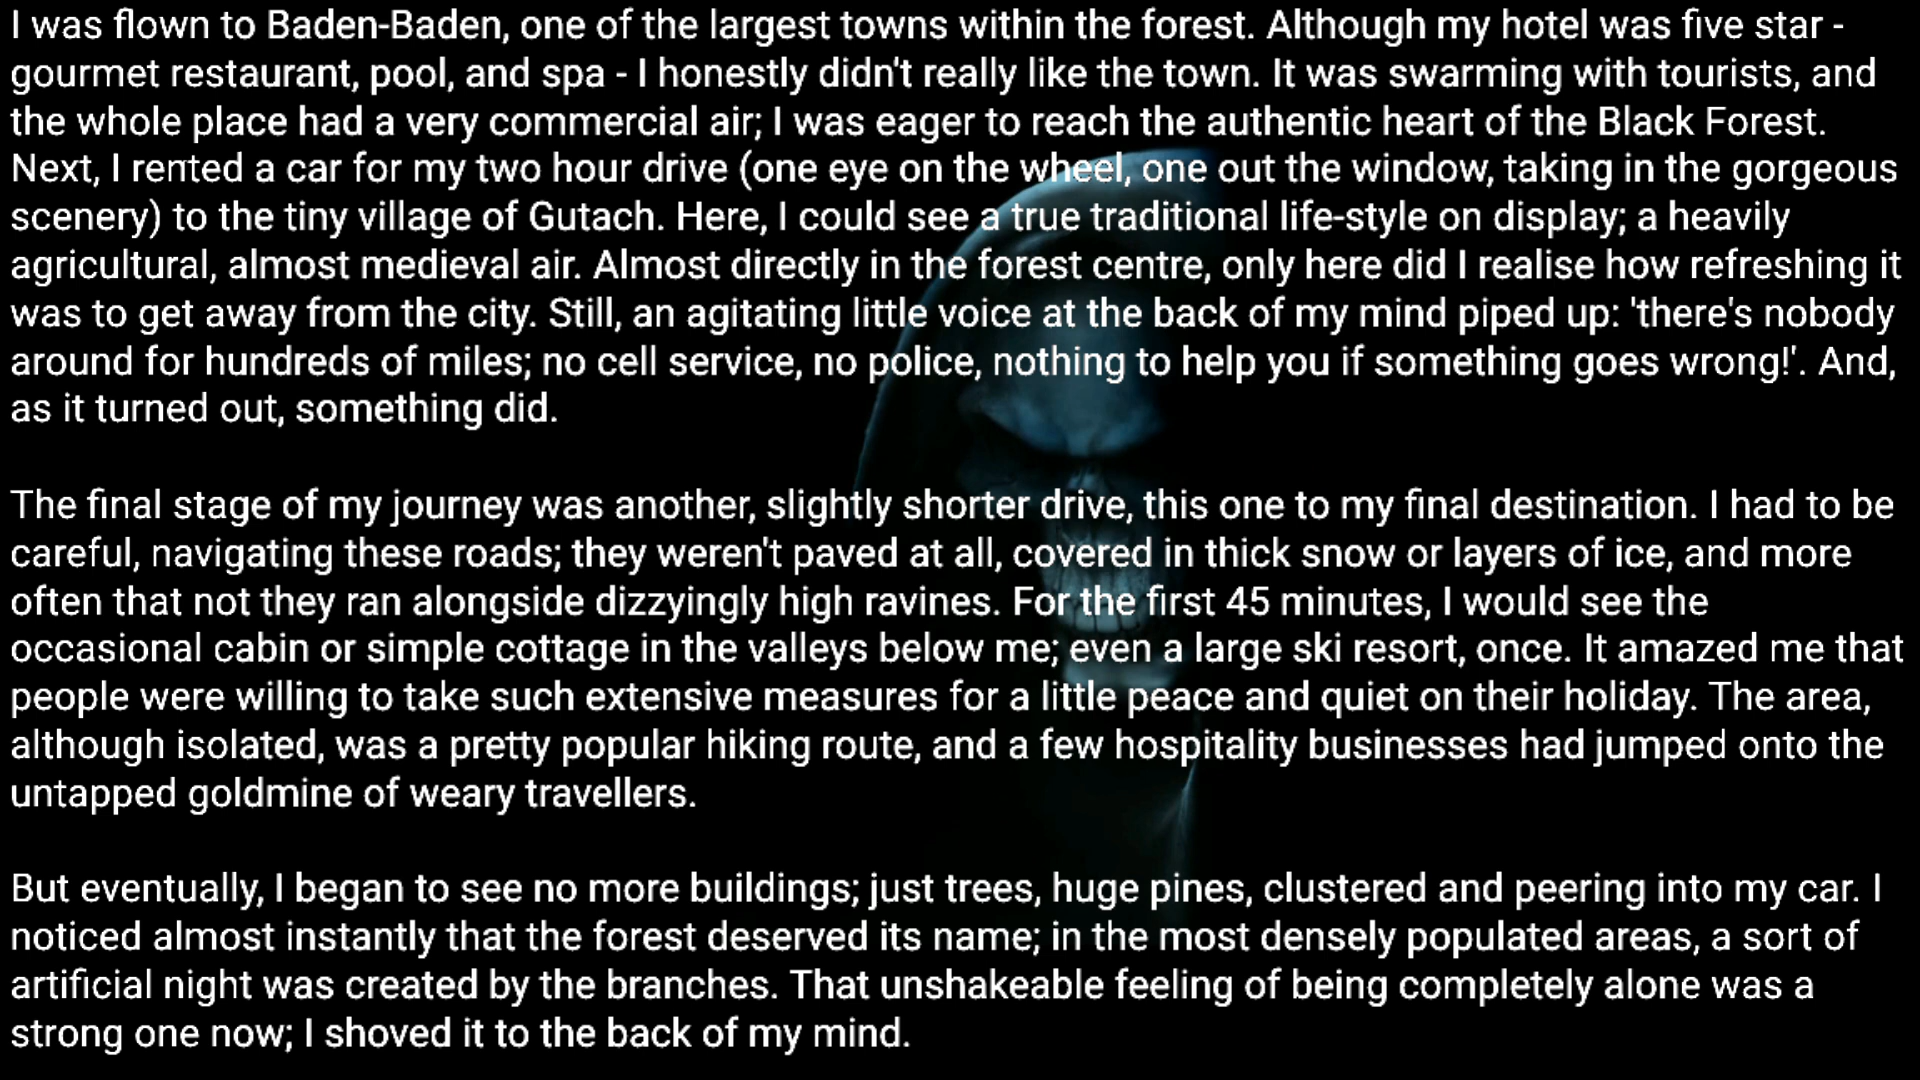 I was flown to Baden-Baden, one of the largest towns within the forest. Although my hotel was five star -
gourmet restaurant, pool, and spa - I honestly didn't really like the town. It was swarming with tourists, and
the whole place had a very commercial air; I was eager to reach the authentic heart of the Black Forest.
Next, I rented a car for my two hour drive (one eye on the wheel, one out the window, taking in the gorgeous
scenery) to the tiny village of Gutach. Here, I could see a true traditional life-style on display; a heavily
agricultural, almost medieval air. Almost directly in the forest centre, only here did I realise how refreshing it
was to get away from the city. Still, an agitating little voice at the back of my mind piped up: 'there's nobody
around for hundreds of miles; no cell service, no police, nothing to help you if something goes wrong!'. And,
as it turned out, something did.
The final stage of my journey was another, slightly shorter drive, this one to my final destination. I had to be
careful, navigating these roads; they weren't paved at all, covered in thick snow or layers of ice, and more
often that not they ran alongside dizzyingly high ravines. For the first 45 minutes, I would see the
occasional cabin or simple cottage in the valleys below me; even a large ski resort, once. It amazed me that
people were willing to take such extensive measures for a little peace and quiet on their holiday. The area,
although isolated, was a pretty popular hiking route, and a few hospitality businesses had jumped onto the
untapped goldmine of weary travellers.
But eventually, I began to see no more buildings; just trees, huge pines, clustered and peering into my car. I
noticed almost instantly that the forest deserved its name; in the most densely populated areas, a sort of
artificial night was created by the branches. That unshakeable feeling of being completely alone was a
strong one now; I shoved it to the back of my mind.